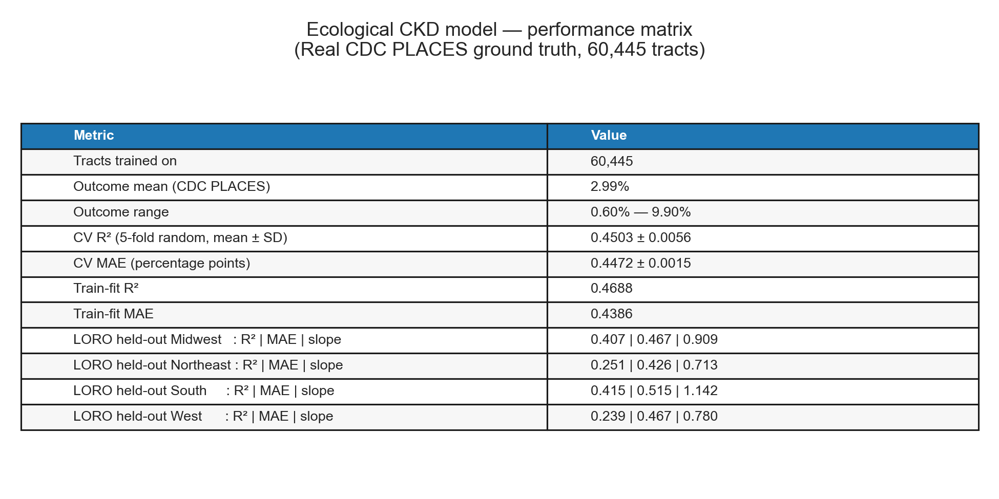 Ecological CKD model — performance matrix
(Real CDC PLACES ground truth, 60,445 tracts)
Metric Value
Tracts trained on 60,445
Outcome mean (CDC PLACES) 2.99%
Outcome range 0.60% — 9.90%
CV R² (5-fold random, mean ± SD) 0.4503 ± 0.0056
CV MAE (percentage points) 0.4472 ± 0.0015
Train-fit R² 0.4688
Train-fit MAE 0.4386
LORO held-out Midwest : R² | MAE | slope 0.407 | 0.467 | 0.909
LORO held-out Northeast : R² | MAE | slope 0.251 | 0.426 | 0.713
LORO held-out South : R² | MAE | slope 0.415 | 0.515 | 1.142
LORO held-out West : R² | MAE | slope 0.239 | 0.467 | 0.780